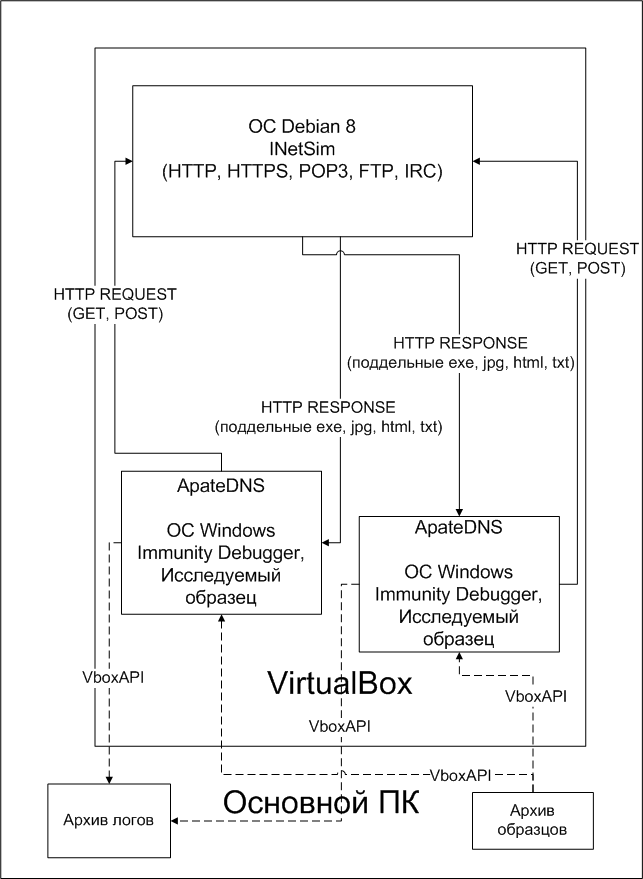 ОС Debian 8
INetSim
(HTTP, HTTPS, POP3, FTP, IRC)
HTTP REQUEST
(GET, POST)
HTTP REQUEST
(GET, POST)
HTTP RESPONSE
(поддельные exe, jpg, html, txt)
HTTP RESPONSE
(поддельные exe, jpg, html, txt)
ApateDNS
ОС Windows
Immunity Debugger,
Исследуемый
образец
ApateDNS
ОС Windows
Immunity Debugger,
Исследуемый
образец
VboxAPI
VirtualBox
VboxAPI
VboxAPI
VboxAPI
Основной ПК
Архив логов
Архив
образцов